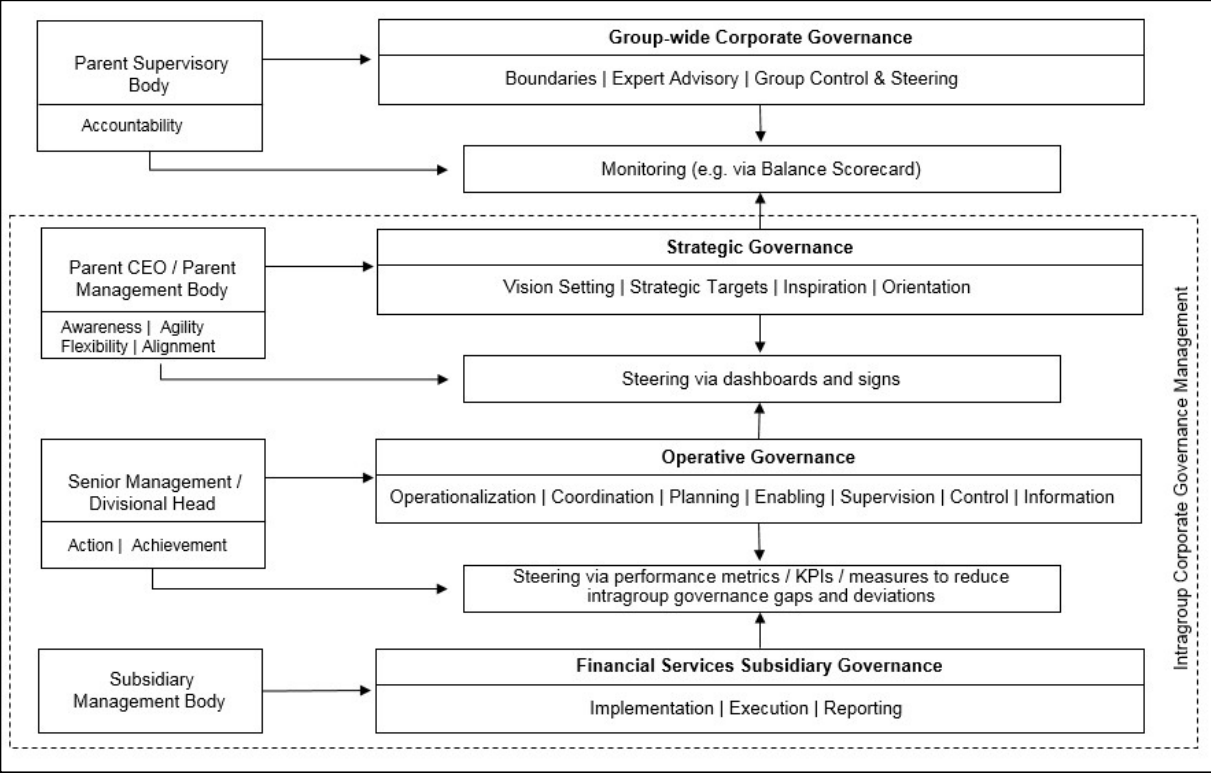 Parent Supervisory
Body
Accountability
Group-wide Corporate Governance
Boundaries | Expert Advisory | Group Control & Steering
Monitoring (e.g. via Balance Scorecard)
Parent CEO / Parent
Management Body
Awareness | Agility
Flexibility | Alignment
Strategic Governance
Vision Setting | Strategic Targets | Inspiration | Orientation
Steering via dashboards and signs
Senior Management /
Divisional Head
Action | Achievement
Operative Governance
Operationalization | Coordination | Planning | Enabling | Supervision | Control | Information
Steering via performance metrics / KPIs / measures to reduce
intragroup governance gaps and deviations
Subsidiary
Management Body
Financial Services Subsidiary Governance
Implementation | Execution | Reporting
Intragroup Corporate Governance Management